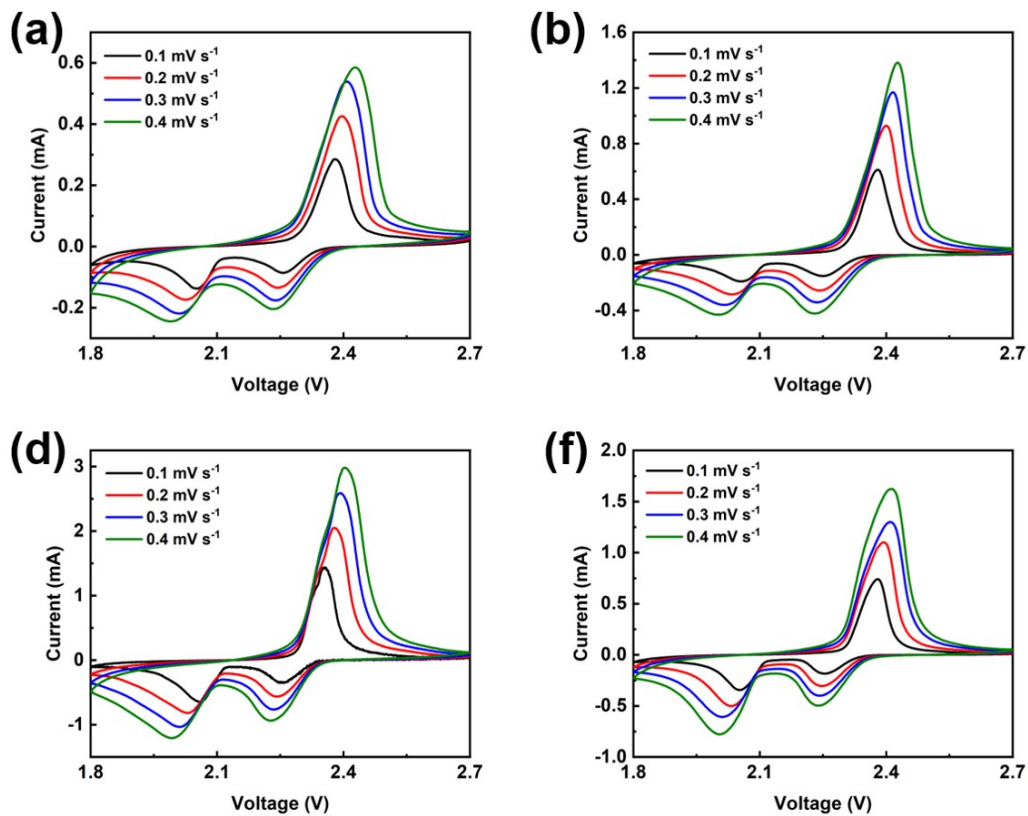 (a)
0.1 mV s⁻¹
0.2 mV s⁻¹
0.3 mV s⁻¹
0.4 mV s⁻¹
0.6
0.4
0.2
0.0
-0.2
Current (mA)
1.8 2.1 2.4 2.7
Voltage (V)
(b)
0.1 mV s⁻¹
0.2 mV s⁻¹
0.3 mV s⁻¹
0.4 mV s⁻¹
1.6
1.2
0.8
0.4
0.0
-0.4
Current (mA)
1.8 2.1 2.4 2.7
Voltage (V)
(d)
0.1 mV s⁻¹
0.2 mV s⁻¹
0.3 mV s⁻¹
0.4 mV s⁻¹
3
2
1
0
-1
Current (mA)
1.8 2.1 2.4 2.7
Voltage (V)
(f)
0.1 mV s⁻¹
0.2 mV s⁻¹
0.3 mV s⁻¹
0.4 mV s⁻¹
2.0
1.5
1.0
0.5
0.0
-0.5
-1.0
Current (mA)
1.8 2.1 2.4 2.7
Voltage (V)